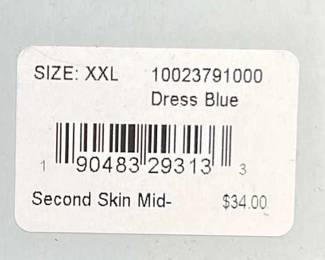 SIZE: XXL 10023791000
Dress Blue
1 90483 29313 3
Second Skin Mid- $34.00